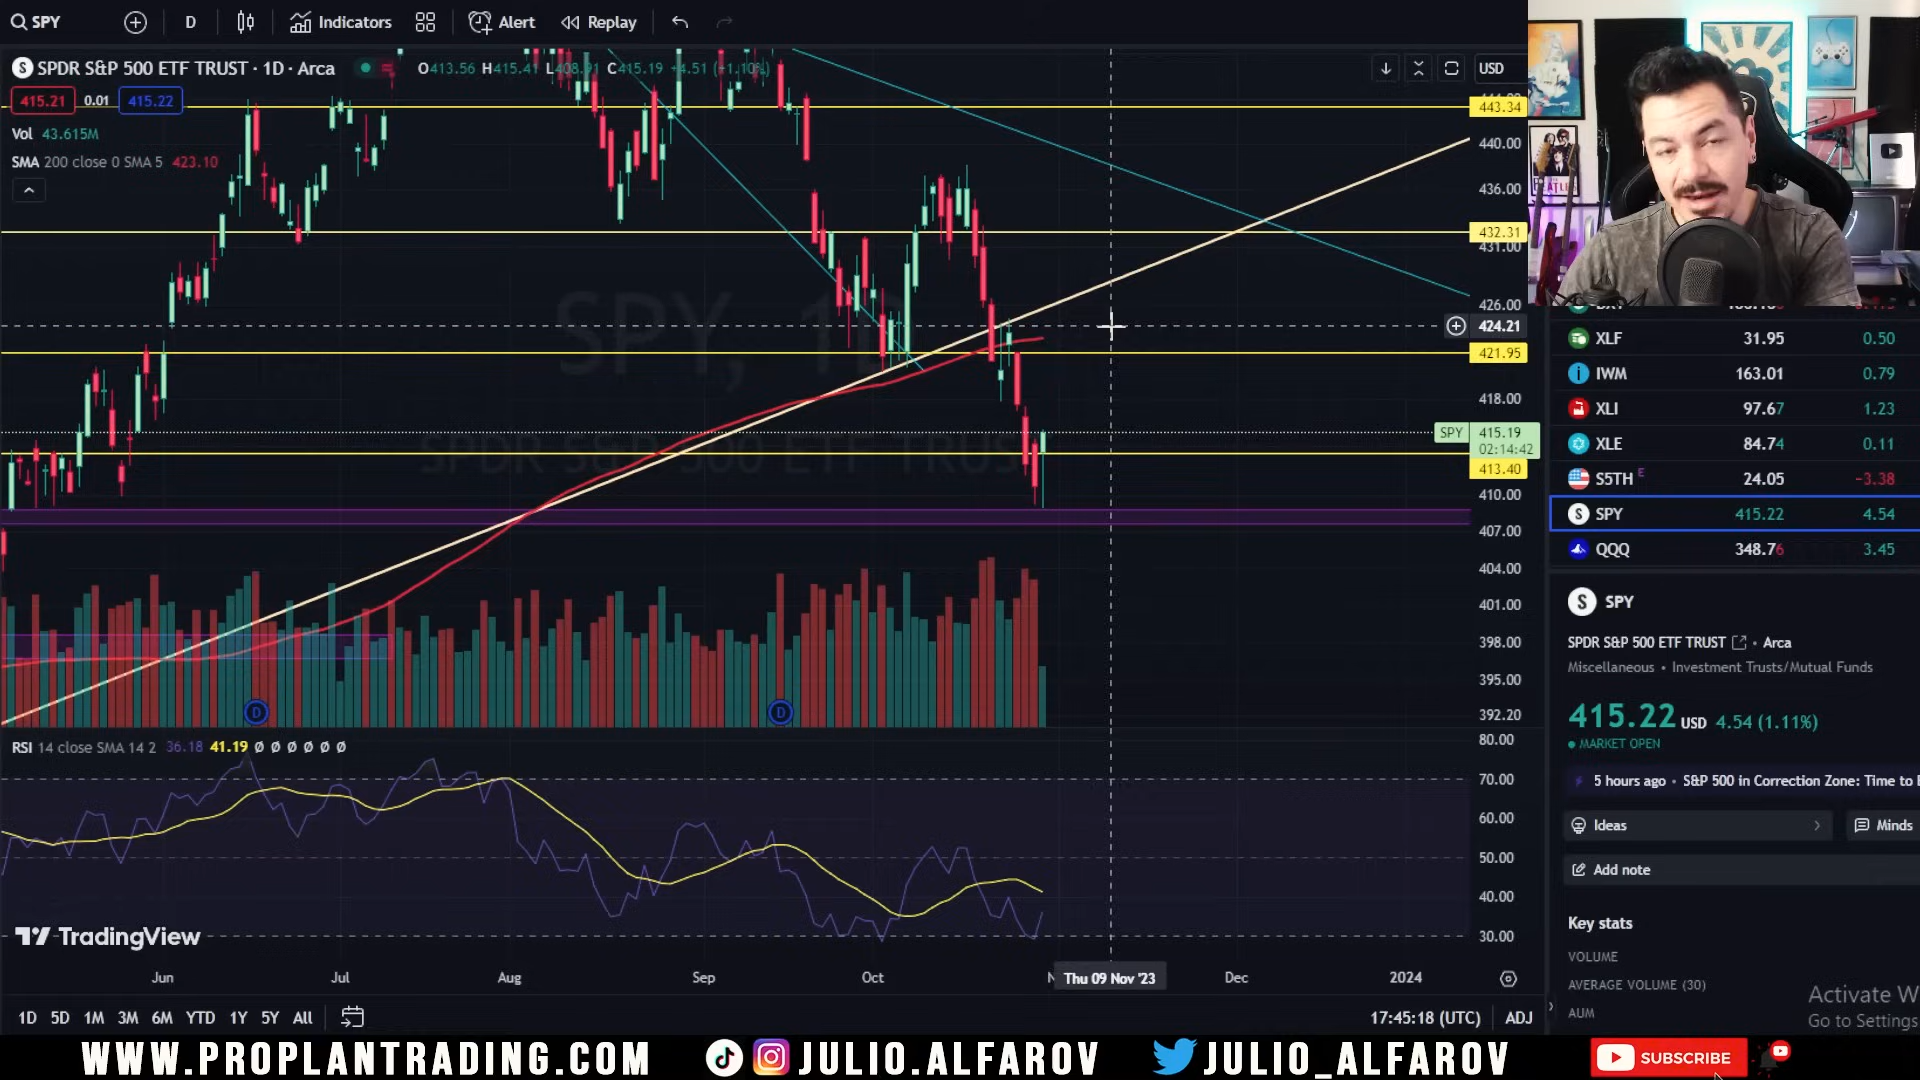 SPY
D
Indicators
Alert
Replay
SPDR S&P 500 ETF TRUST · 1D · Arca
O413.56 H415.41 L408.91 C415.19 +4.51 (+1.10%)
USD
415.21 0.01 415.22
Vol 43.615M
SMA 200 close 0 SMA 5 423.10
443.34
440.00
436.00
432.31
431.00
426.00
424.21
421.95
418.00
SPY 415.19
02:14:42
413.40
410.00
407.00
404.00
401.00
398.00
395.00
392.20
SPY, 1D
SPDR S&P 500 ETF TRUST
D
D
RSI 14 close SMA 14 2 36.18 41.19 Ø Ø Ø Ø Ø Ø
80.00
70.00
60.00
50.00
40.00
30.00
TradingView
Jun Jul Aug Sep Oct N Thu 09 Nov '23 Dec 2024
1D 5D 1M 3M 6M YTD 1Y 5Y All
17:45:18 (UTC) ADJ
XLF 31.95 0.50
IWM 163.01 0.79
XLI 97.67 1.23
XLE 84.74 0.11
S5TH E 24.05 -3.38
SPY 415.22 4.54
QQQ 348.76 3.45
S SPY
SPDR S&P 500 ETF TRUST · Arca
Miscellaneous • Investment Trusts/Mutual Funds
415.22 USD 4.54 (1.11%)
MARKET OPEN
5 hours ago • S&P 500 in Correction Zone: Time to
Ideas
Minds
Add note
Key stats
VOLUME
AVERAGE VOLUME (30)
AUM
Activate W
Go to Settings
WWW.PROPLANTRADING.COM
JULIO.ALFAROV
JULIO_ALFAROV
SUBSCRIBE